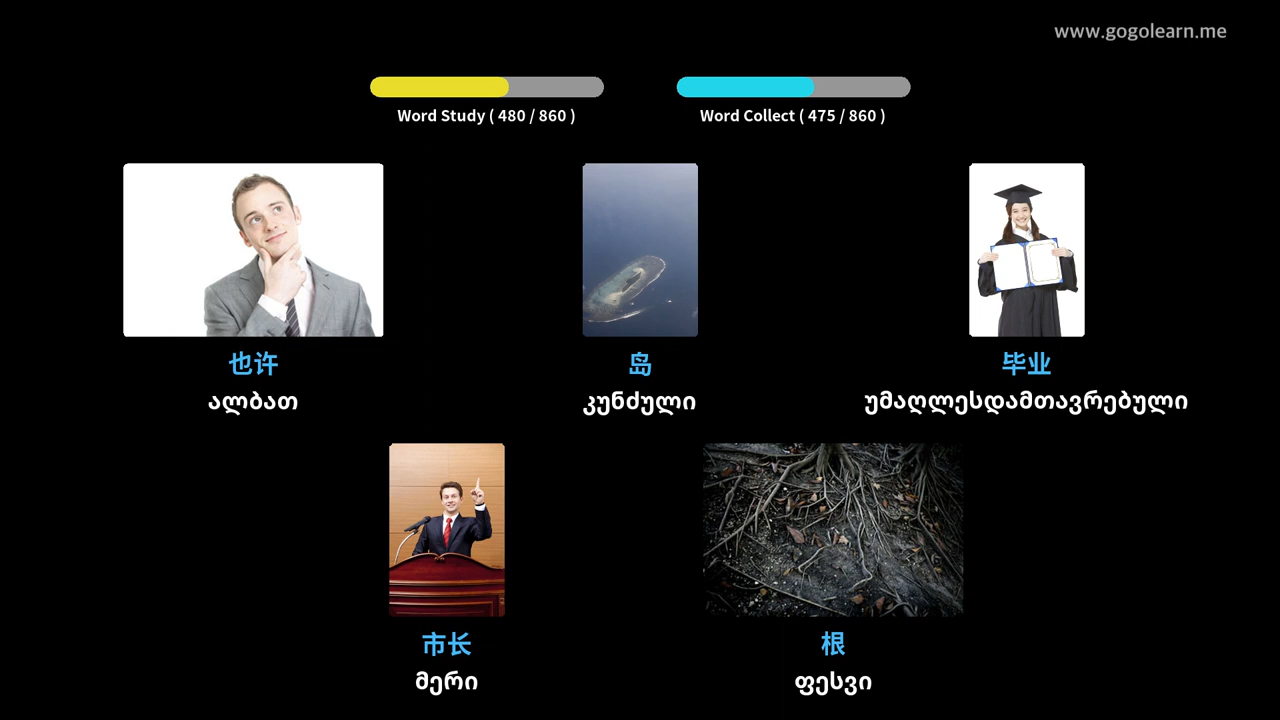 www.gogolearn.me
Word Study ( 480 / 860 )
Word Collect ( 475 / 860 )
也许
ალბათ
岛
კუნძული
毕业
უმაღლესდამთავრებული
市长
მერი
根
ფესვი